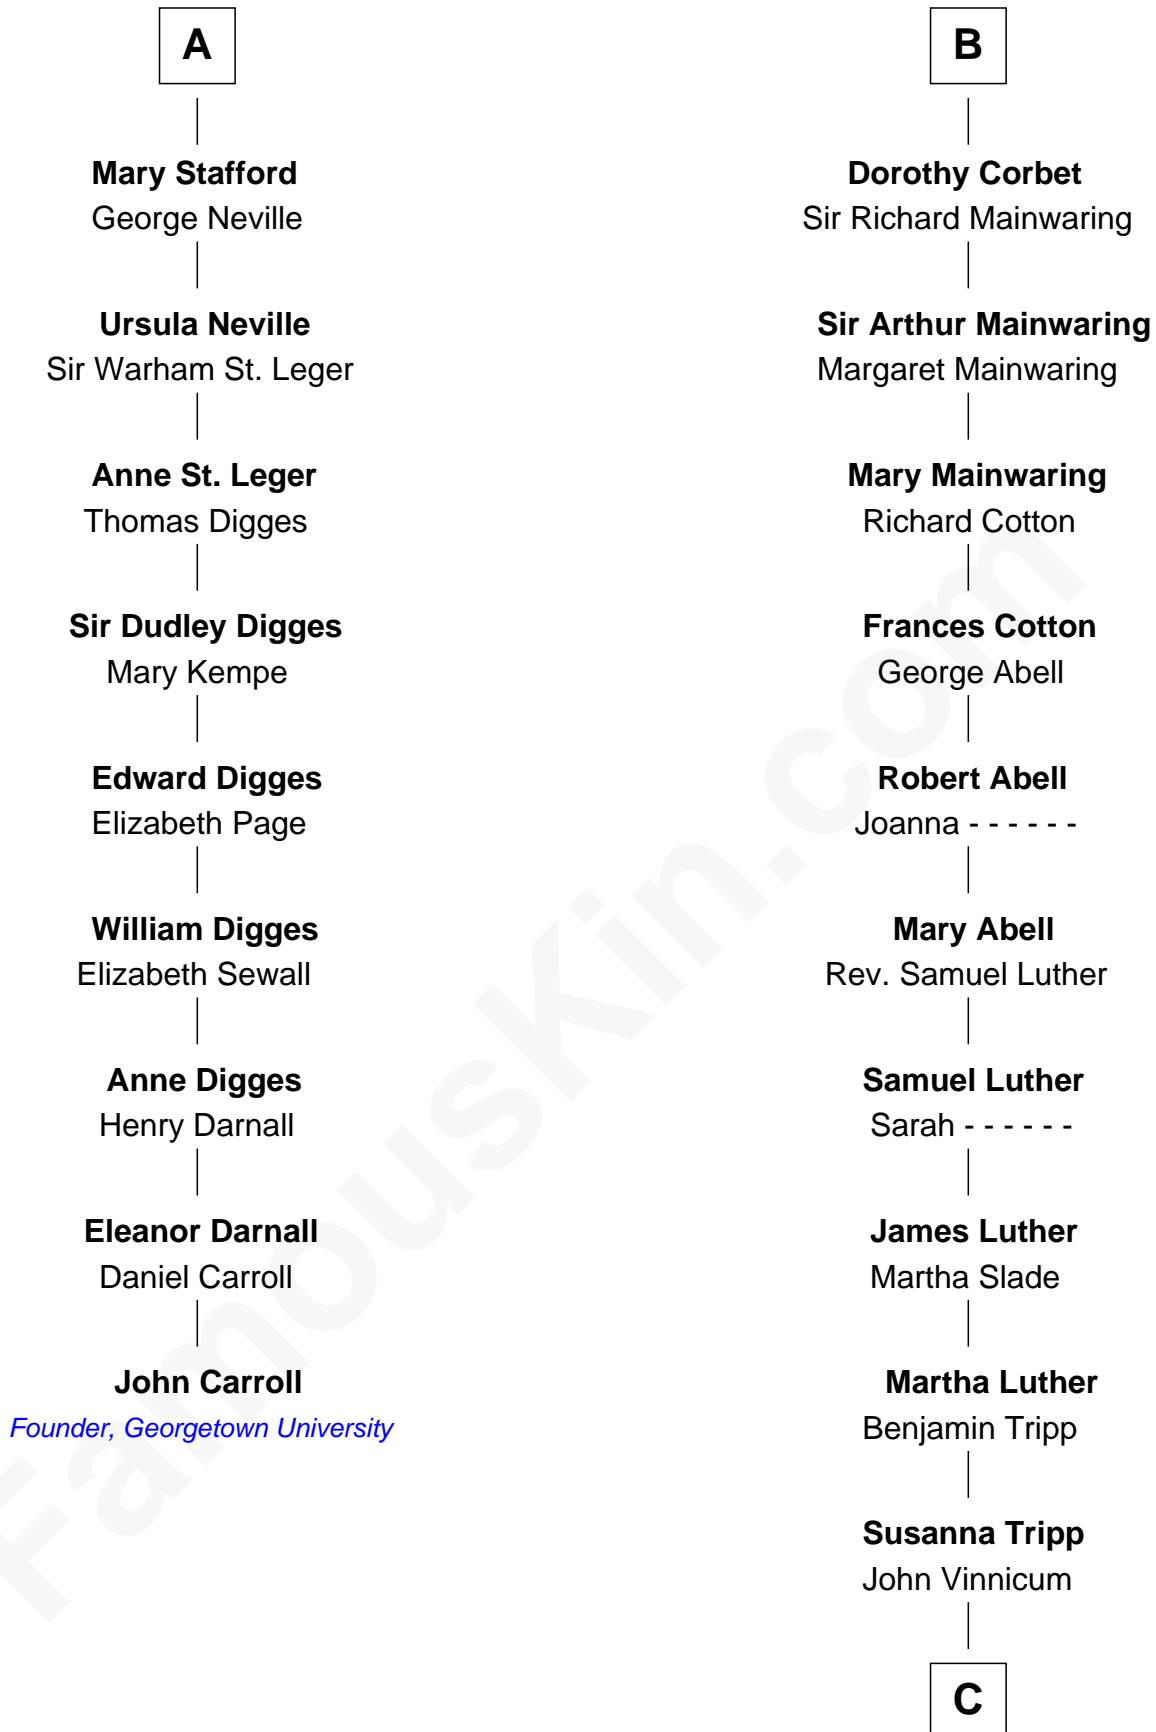 A
Mary Stafford
George Neville
Ursula Neville
Sir Warham St. Leger
Anne St. Leger
Thomas Digges
Sir Dudley Digges
Mary Kempe
Edward Digges
Elizabeth Page
William Digges
Elizabeth Sewall
Anne Digges
Henry Darnall
Eleanor Darnall
Daniel Carroll
John Carroll
Founder, Georgetown University
B
Dorothy Corbet
Sir Richard Mainwaring
Sir Arthur Mainwaring
Margaret Mainwaring
Mary Mainwaring
Richard Cotton
Frances Cotton
George Abell
Robert Abell
Joanna - - - - - -
Mary Abell
Rev. Samuel Luther
Samuel Luther
Sarah - - - - - -
James Luther
Martha Slade
Martha Luther
Benjamin Tripp
Susanna Tripp
John Vinnicum
C
FamousKin.com